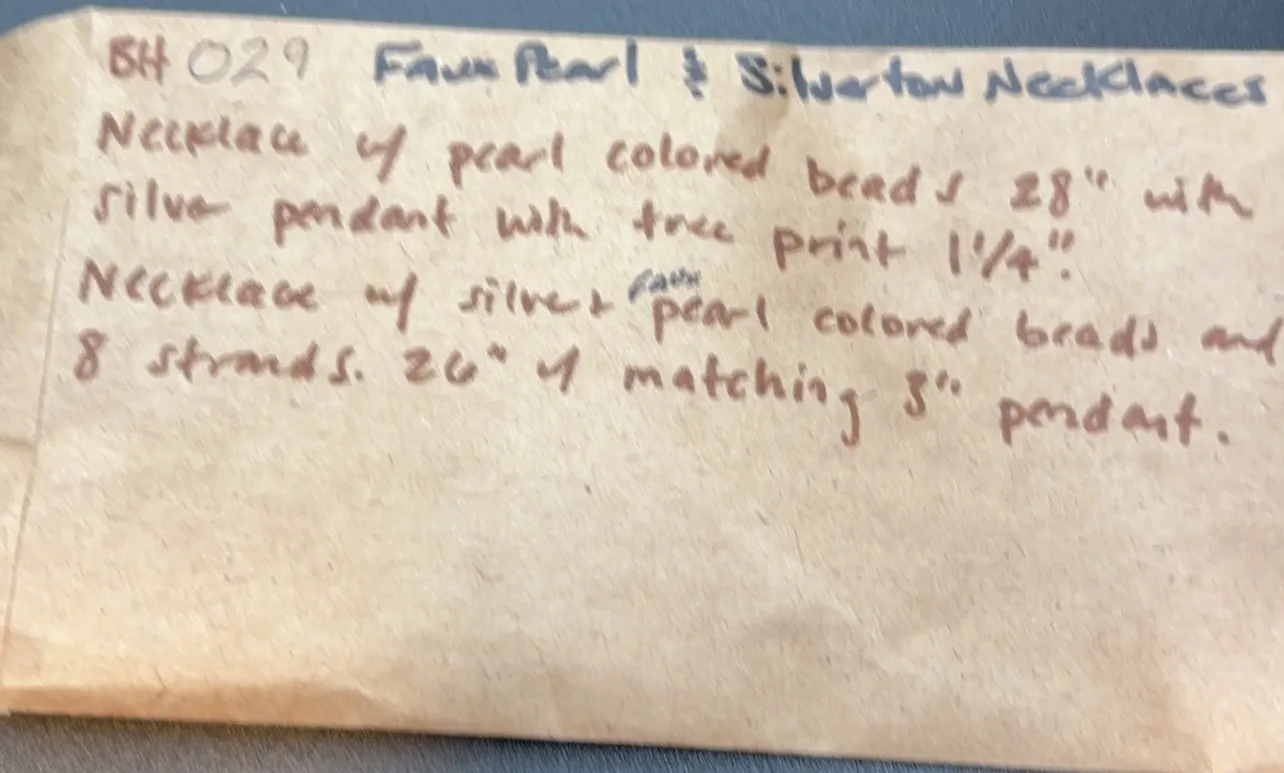 BH 029 Faux Pearl & Silverton Necklaces
Necklace w/ pearl colored beads 28" with
silver pendant with tree print 1 1/4".
Necklace w/ silver faux pearl colored beads and
8 strands. 26" w/ matching 3" pendant.